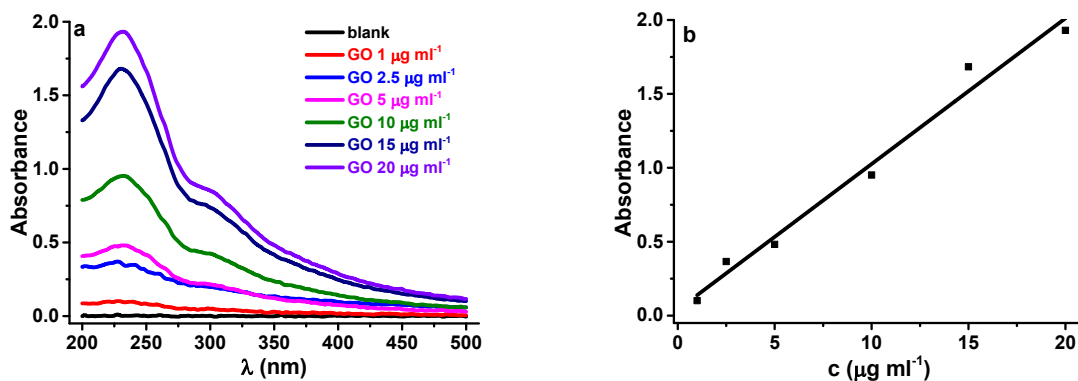 a
blank
GO 1 μg ml⁻¹
GO 2.5 μg ml⁻¹
GO 5 μg ml⁻¹
GO 10 μg ml⁻¹
GO 15 μg ml⁻¹
GO 20 μg ml⁻¹
Absorbance
2.0
1.5
1.0
0.5
0.0
200 250 300 350 400 450 500
λ (nm)
b
Absorbance
2.0
1.5
1.0
0.5
0.0
0 5 10 15 20
c (μg ml⁻¹)